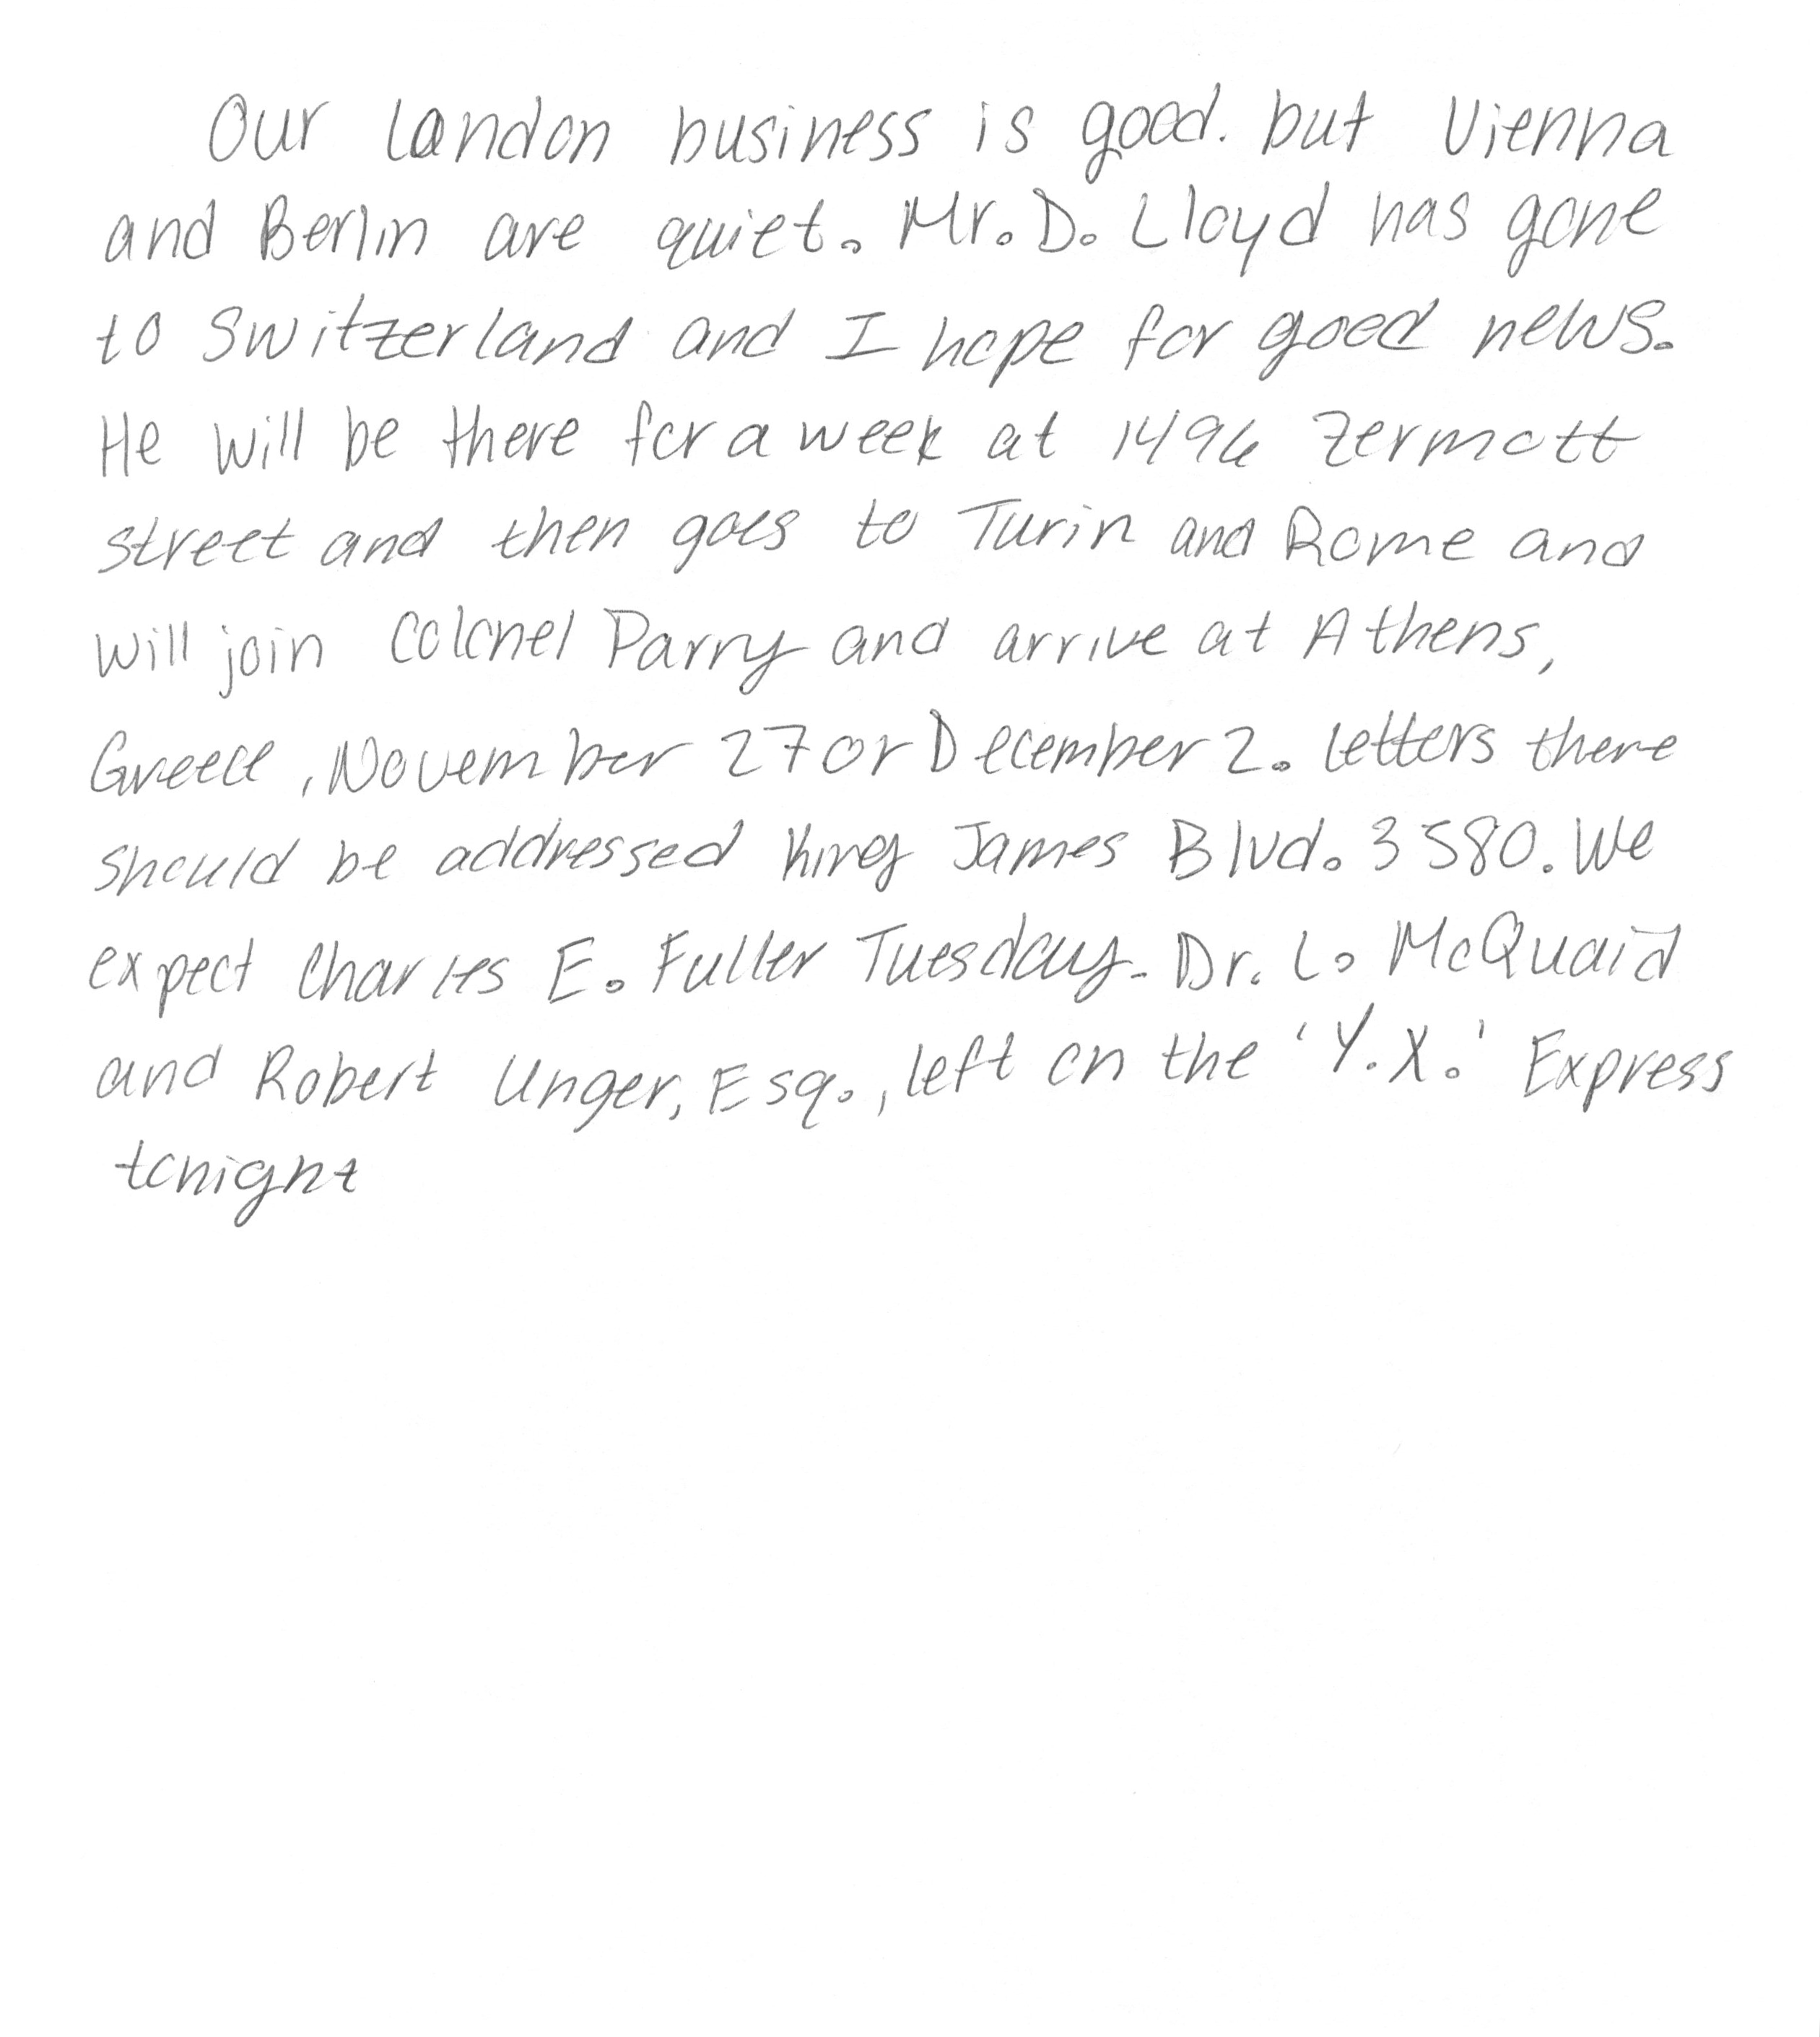 Our London business is good. but Vienna
and Berlin are quiet. Mr. D. Lloyd has gone
to Switzerland and I hope for good news.
He will be there for a week at 1496 Zermott
street and then goes to Turin and Rome and
will join Colonel Parry and arrive at Athens,
Greece, November 27 or December 2. letters there
should be addressed King James Blvd. 3580. We
expect Charles E. Fuller Tuesday. Dr. L. McQuaid
and Robert Unger, Esq., left on the 'Y.X.' Express
tonight